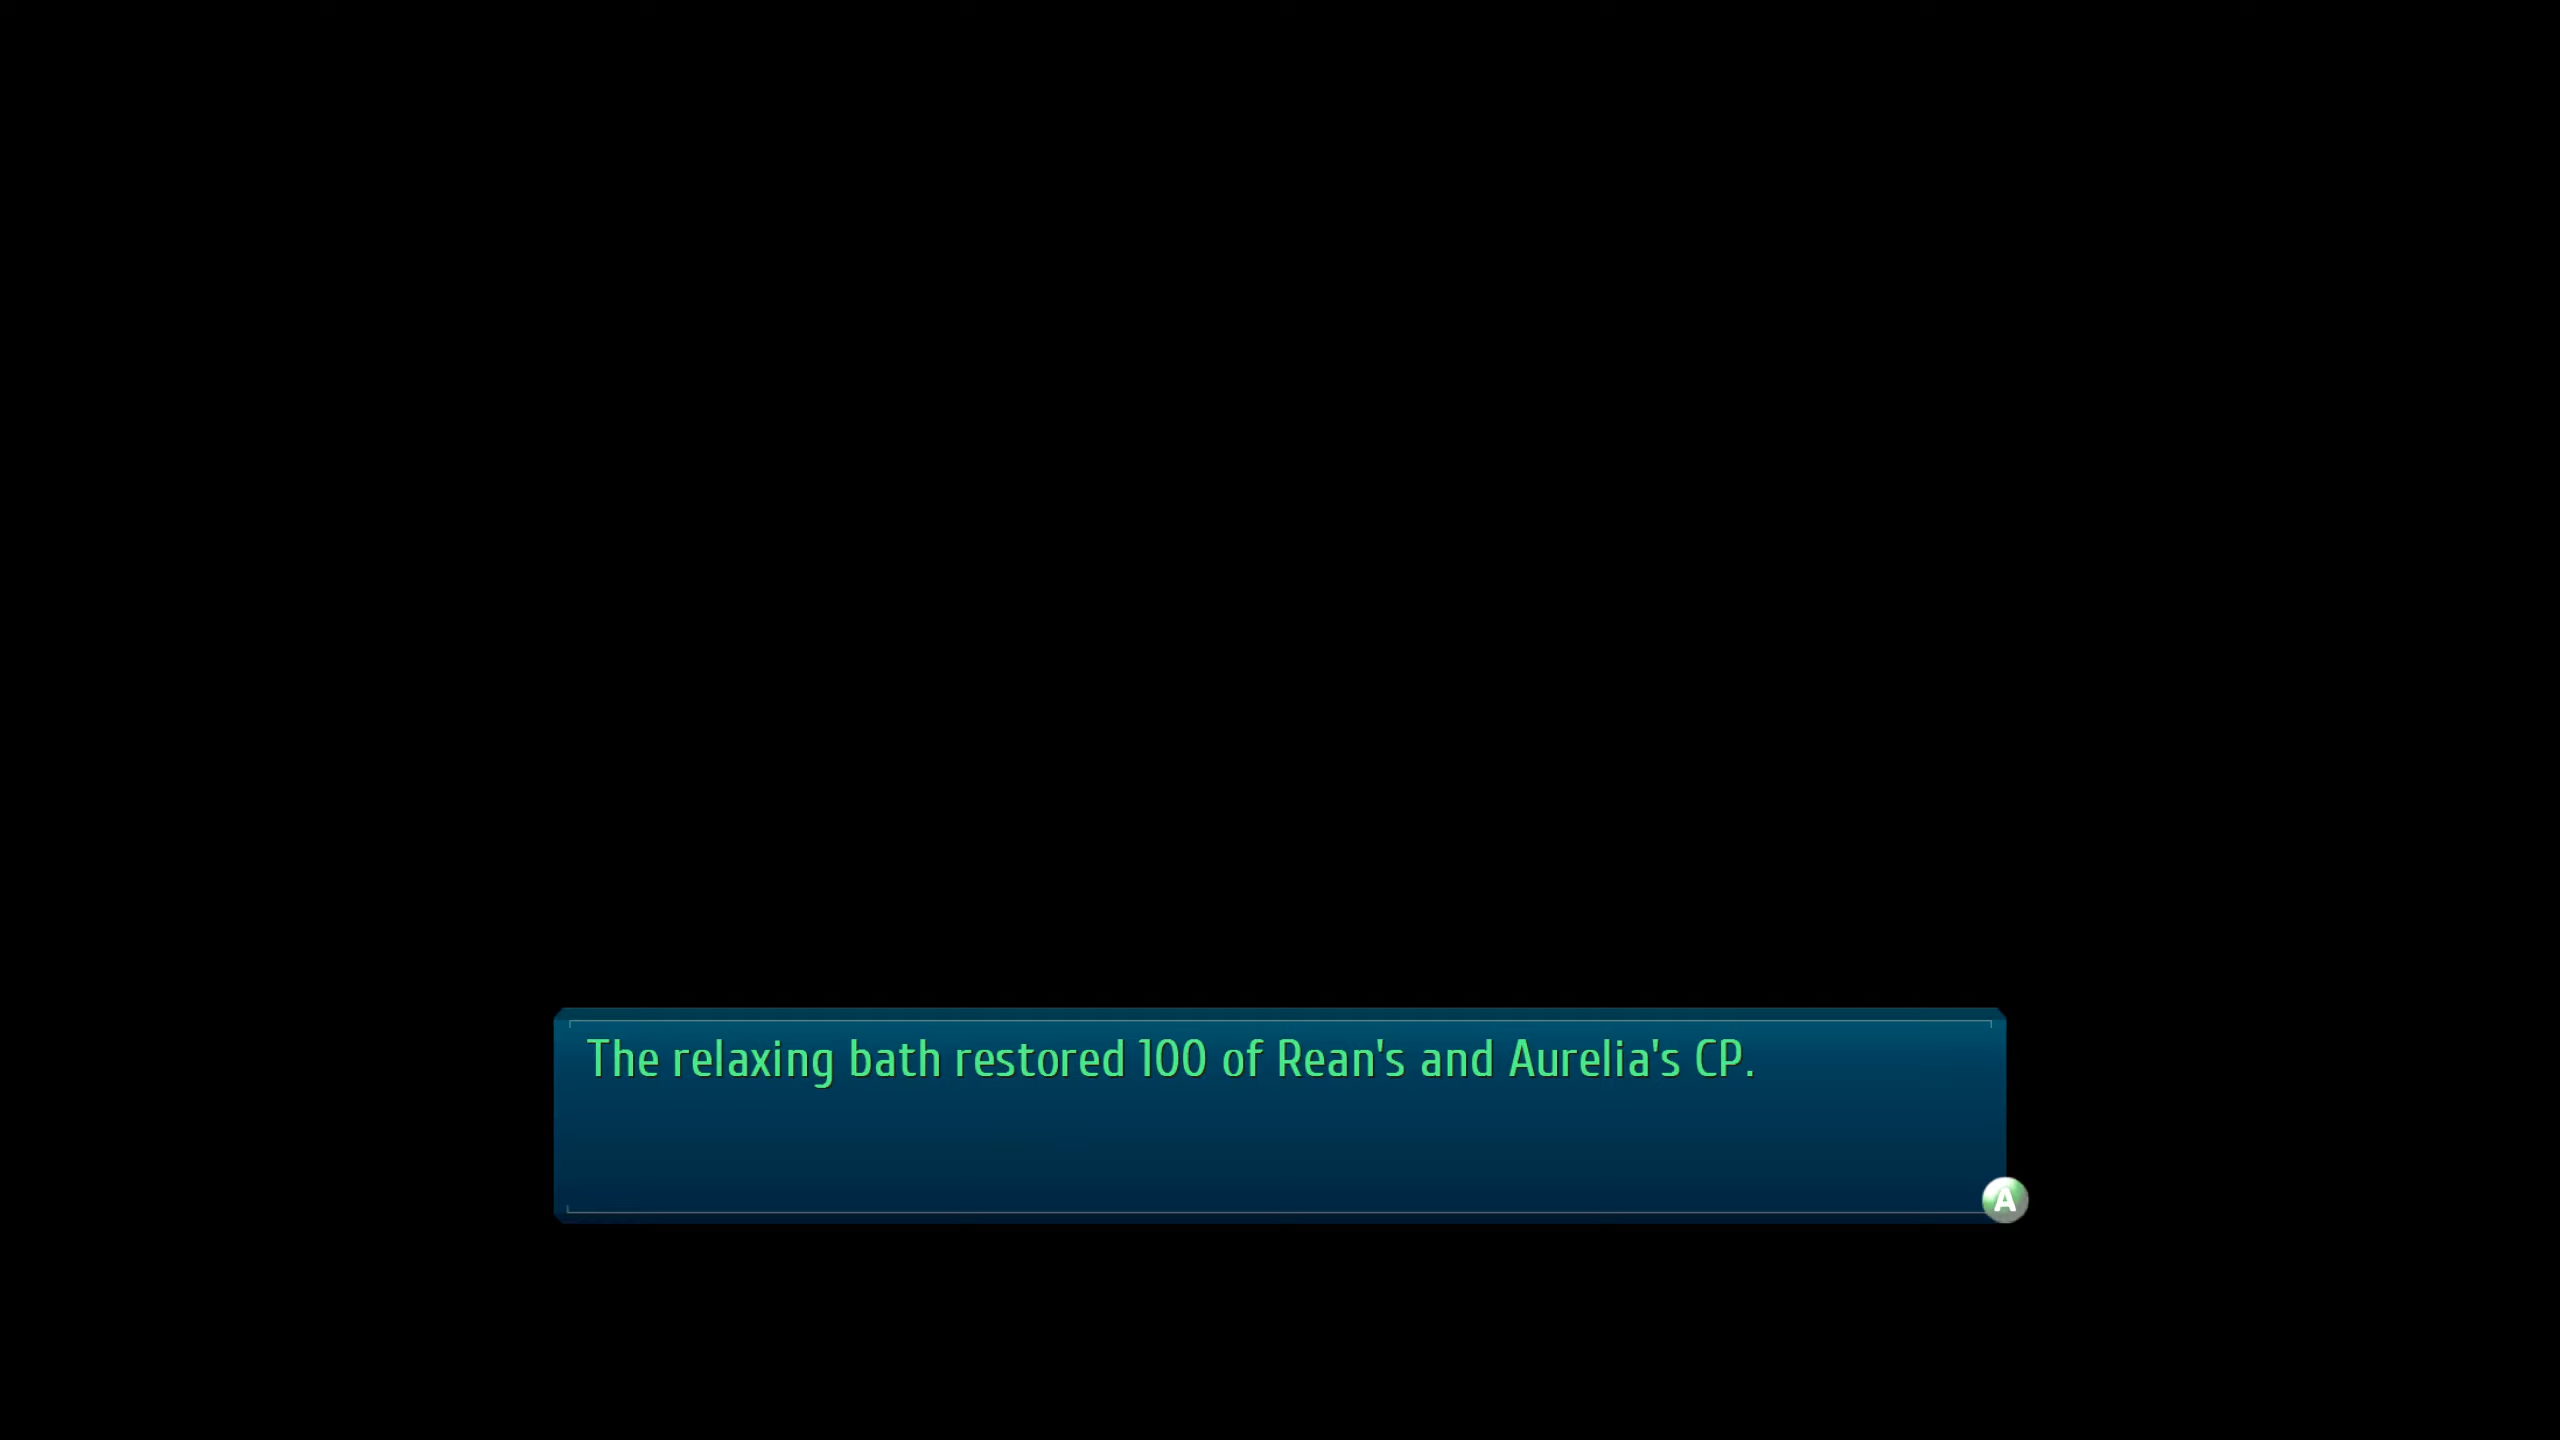 The relaxing bath restored 100 of Rean's and Aurelia's CP.
A